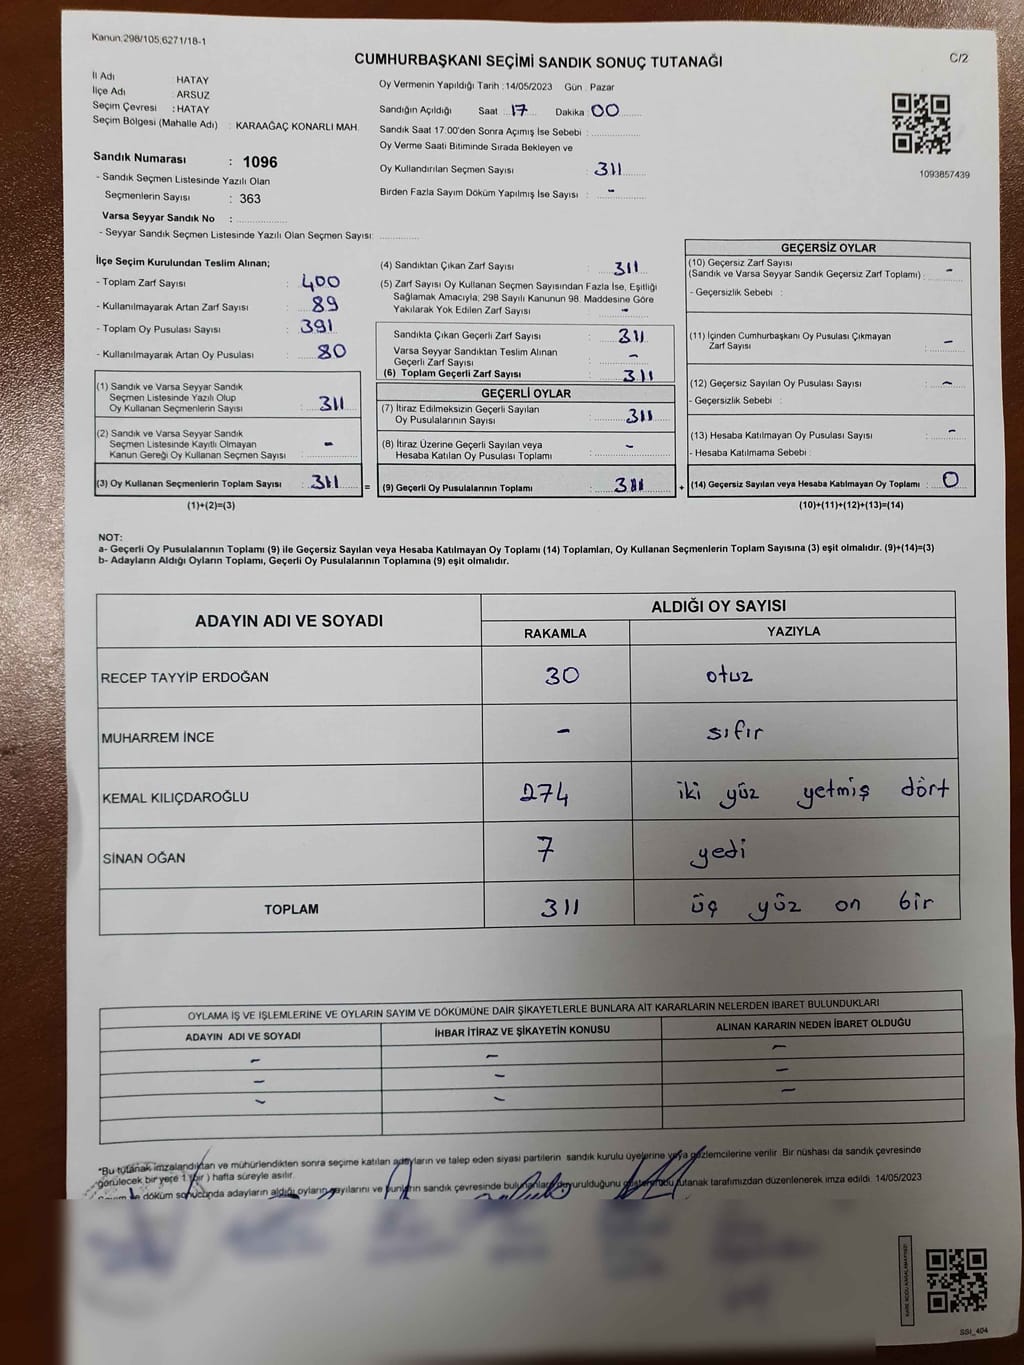 Kanun:298/105,6271/18-1
CUMHURBAŞKANI SEÇİMİ SANDIK SONUÇ TUTANAĞI
C/2
İl Adı HATAY
İlçe Adı : ARSUZ
Seçim Çevresi : HATAY
Seçim Bölgesi (Mahalle Adı) : KARAAĞAÇ KONARLI MAH.
Oy Vermenin Yapıldığı Tarih :14/05/2023 Gün : Pazar
Sandığın Açıldığı Saat : 17 Dakika : 00
Sandık Saat 17:00'den Sonra Açımış İse Sebebi :
Oy Verme Saati Bitiminde Sırada Bekleyen ve
Oy Kullandırılan Seçmen Sayısı : 311
Birden Fazla Sayım Döküm Yapılmış İse Sayısı : -
1093857439
Sandık Numarası : 1096
- Sandık Seçmen Listesinde Yazılı Olan
Seçmenlerin Sayısı : 363
Varsa Seyyar Sandık No :
- Seyyar Sandık Seçmen Listesinde Yazılı Olan Seçmen Sayısı:
İlçe Seçim Kurulundan Teslim Alınan;
- Toplam Zarf Sayısı : 400
- Kullanılmayarak Artan Zarf Sayısı : 89
- Toplam Oy Pusulası Sayısı : 391
- Kullanılmayarak Artan Oy Pusulası : 80
(1) Sandık ve Varsa Seyyar Sandık
Seçmen Listesinde Yazılı Olup
Oy Kullanan Seçmenlerin Sayısı : 311
(2) Sandık ve Varsa Seyyar Sandık
Seçmen Listesinde Kayıtlı Olmayan
Kanun Gereği Oy Kullanan Seçmen Sayısı : -
(3) Oy Kullanan Seçmenlerin Toplam Sayısı : 311 =
(1)+(2)=(3)
(4) Sandıktan Çıkan Zarf Sayısı : 311
(5) Zarf Sayısı Oy Kullanan Seçmen Sayısından Fazla İse, Eşitliği
Sağlamak Amacıyla; 298 Sayılı Kanunun 98. Maddesine Göre
Yakılarak Yok Edilen Zarf Sayısı : -
Sandıkta Çıkan Geçerli Zarf Sayısı : 311
Varsa Seyyar Sandıktan Teslim Alınan
Geçerli Zarf Sayısı : -
(6) Toplam Geçerli Zarf Sayısı : 311
GEÇERLİ OYLAR
(7) İtiraz Edilmeksizin Geçerli Sayılan
Oy Pusulalarının Sayısı : 311
(8) İtiraz Üzerine Geçerli Sayılan veya
Hesaba Katılan Oy Pusulası Toplamı : -
(9) Geçerli Oy Pusulalarının Toplamı : 311 +
GEÇERSİZ OYLAR
(10) Geçersiz Zarf Sayısı
(Sandık ve Varsa Seyyar Sandık Geçersiz Zarf Toplamı) : -
- Geçersizlik Sebebi :
(11) İçinden Cumhurbaşkanı Oy Pusulası Çıkmayan
Zarf Sayısı : -
(12) Geçersiz Sayılan Oy Pusulası Sayısı : -
- Geçersizlik Sebebi :
(13) Hesaba Katılmayan Oy Pusulası Sayısı : -
- Hesaba Katılmama Sebebi :
(14) Geçersiz Sayılan veya Hesaba Katılmayan Oy Toplamı : 0
(10)+(11)+(12)+(13)=(14)
NOT:
a- Geçerli Oy Pusulalarının Toplamı (9) ile Geçersiz Sayılan veya Hesaba Katılmayan Oy Toplamı (14) Toplamları, Oy Kullanan Seçmenlerin Toplam Sayısına (3) eşit olmalıdır. (9)+(14)=(3)
b- Adayların Aldığı Oyların Toplamı, Geçerli Oy Pusulalarının Toplamına (9) eşit olmalıdır.
ADAYIN ADI VE SOYADI ALDIĞI OY SAYISI
RAKAMLA YAZIYLA
RECEP TAYYİP ERDOĞAN 30 otuz
MUHARREM İNCE - sıfır
KEMAL KILIÇDAROĞLU 274 iki yüz yetmiş dört
SİNAN OĞAN 7 yedi
TOPLAM 311 üç yüz on bir
OYLAMA İŞ VE İŞLEMLERİNE VE OYLARIN SAYIM VE DÖKÜMÜNE DAİR ŞİKAYETLERLE BUNLARA AİT KARARLARIN NELERDEN İBARET BULUNDUKLARI
ADAYIN ADI VE SOYADI İHBAR İTİRAZ VE ŞİKAYETİN KONUSU ALINAN KARARIN NEDEN İBARET OLDUĞU
- - -
- - -
- - -
"Bu tutanak imzalandıktan ve mühürlendikten sonra seçime katılan adayların ve talep eden siyasi partilerin sandık kurulu üyelerine veya gözlemcilerine verilir. Bir nüshası da sandık çevresinde
görülecek bir yere 1 (bir) hafta süreyle asılır.
döküm sonucunda adayların aldığı oyların sayılarını ve bunların sandık çevresinde duyurulduğunu tutanak tarafımızdan düzenlenerek imza edildi. 14/05/2023
SSI_404